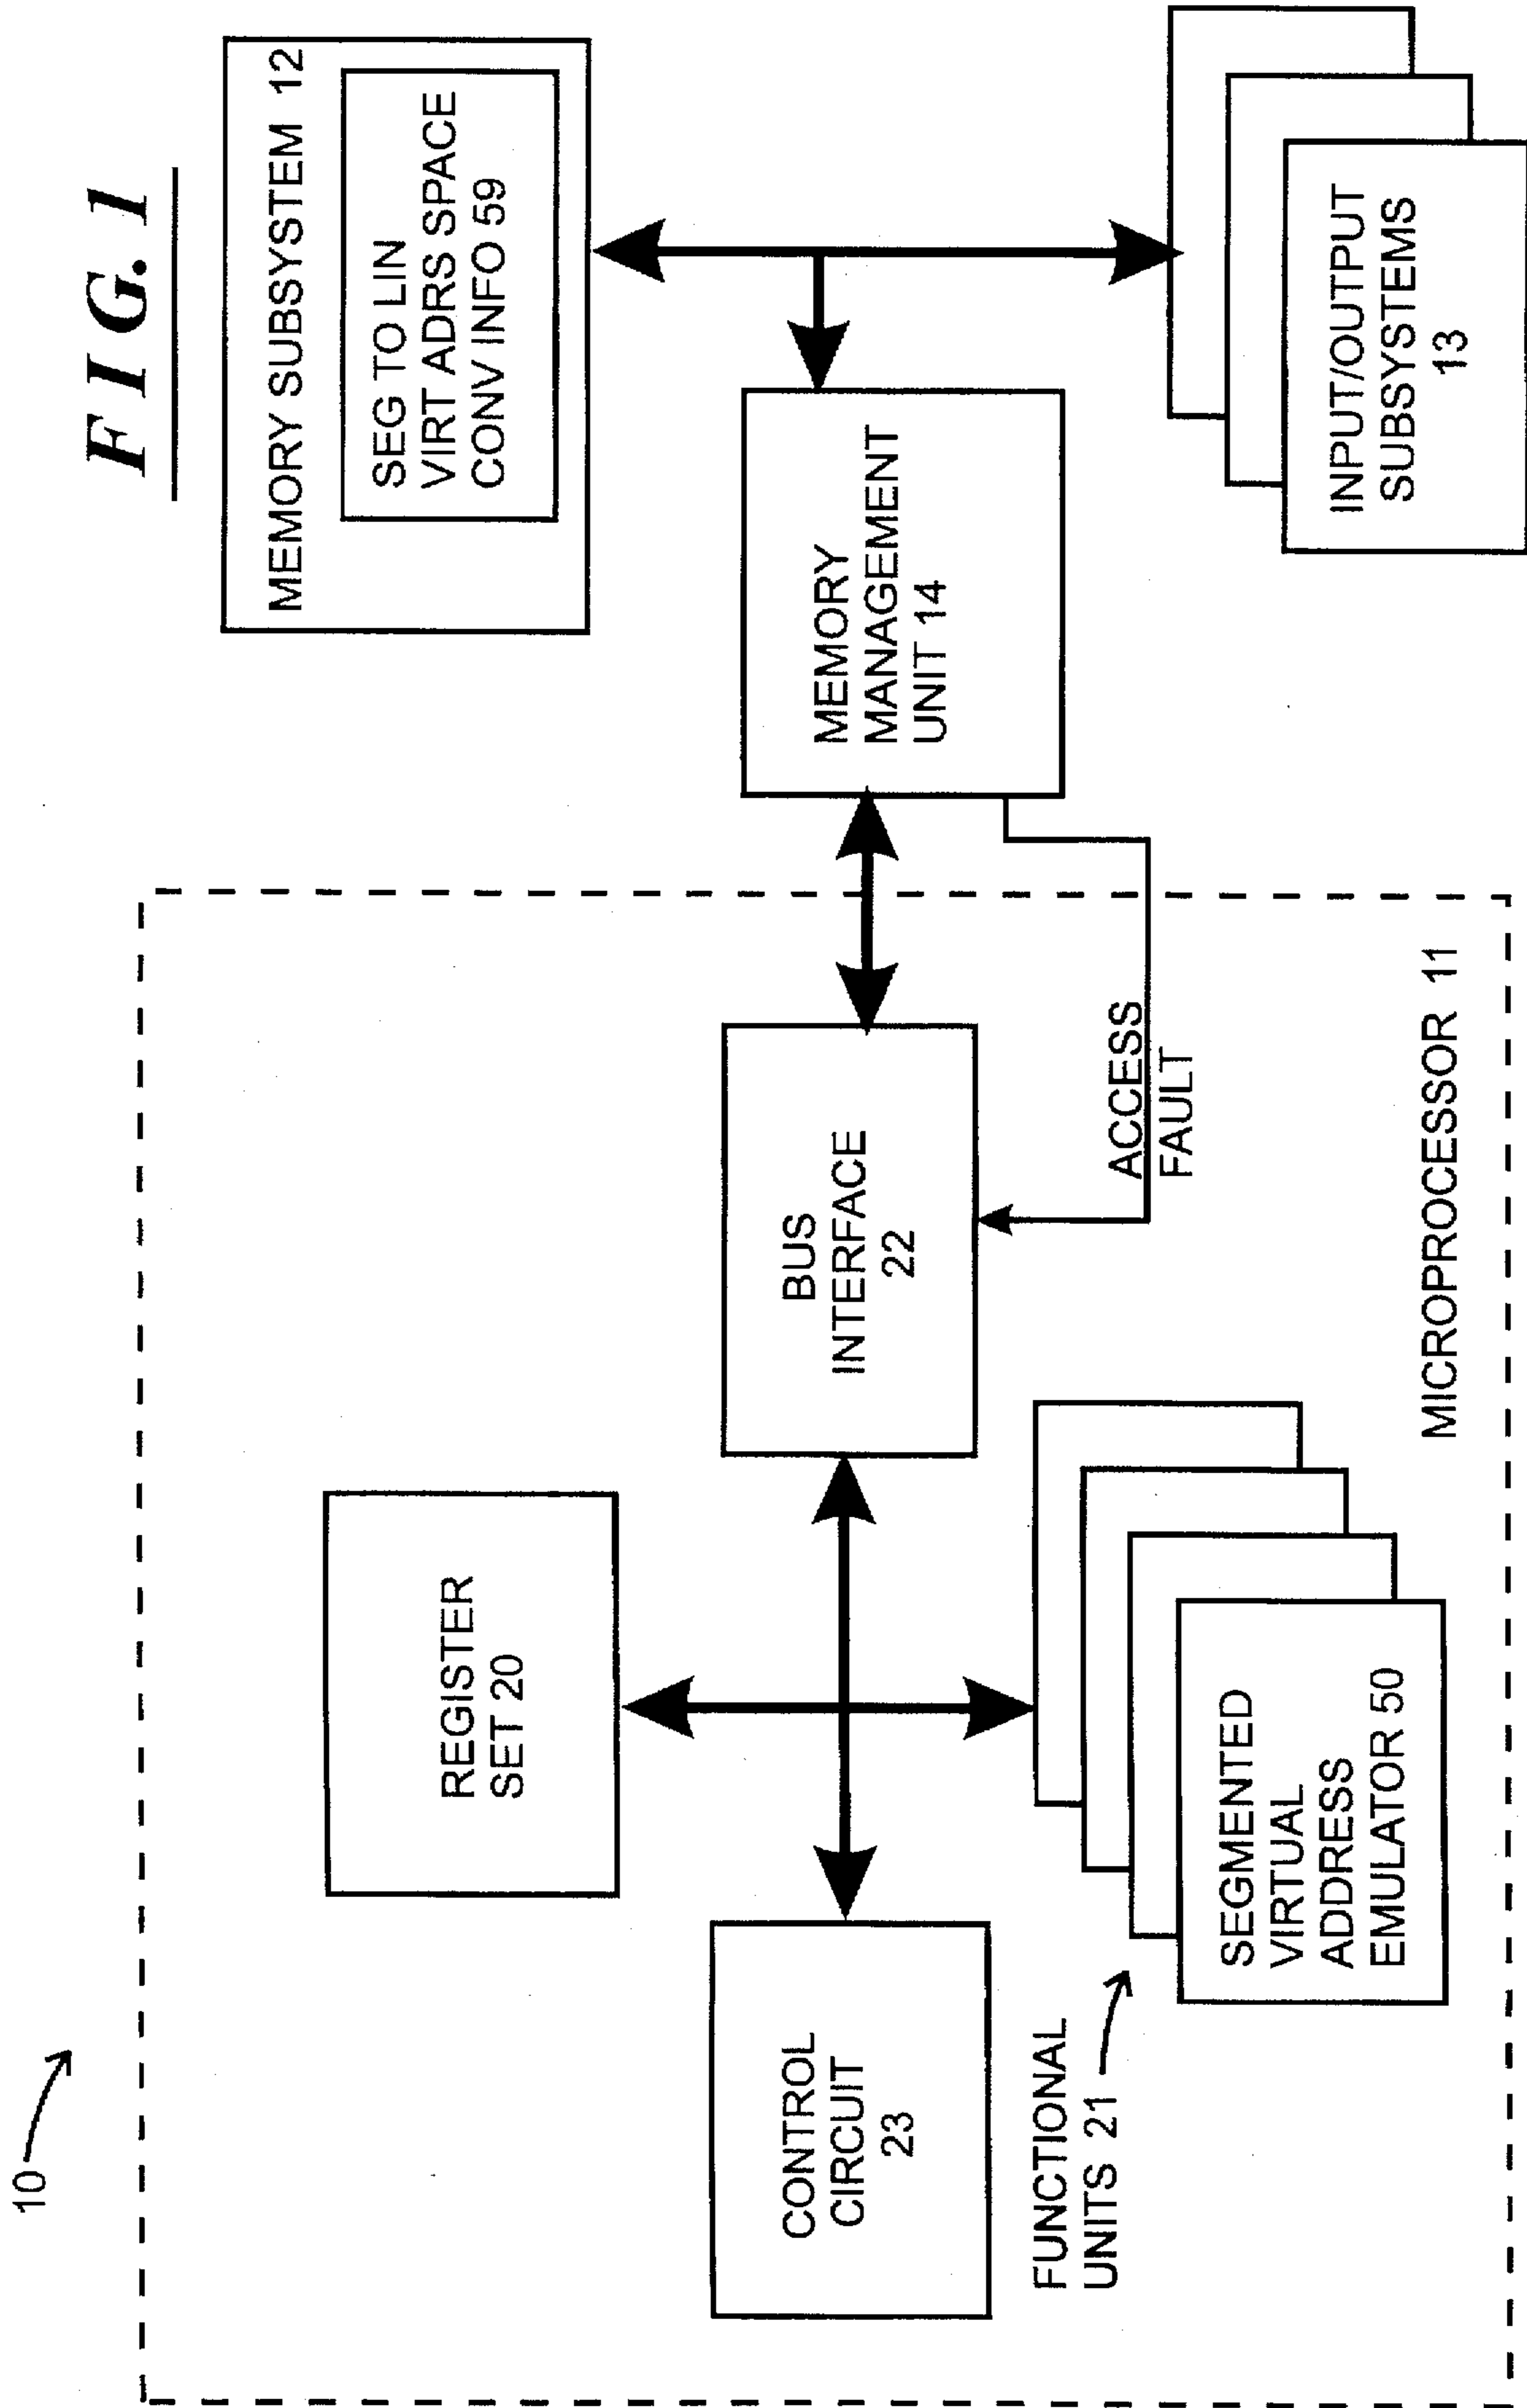 10
FIG. 1
MEMORY SUBSYSTEM 12
SEG TO LIN
VIRT ADRS SPACE
CONV INFO 59
REGISTER
SET 20
CONTROL
CIRCUIT
23
BUS
INTERFACE
22
MEMORY
MANAGEMENT
UNIT 14
FUNCTIONAL
UNITS 21
ACCESS
FAULT
SEGMENTED
VIRTUAL
ADDRESS
EMULATOR 50
INPUT/OUTPUT
SUBSYSTEMS
13
MICROPROCESSOR 11